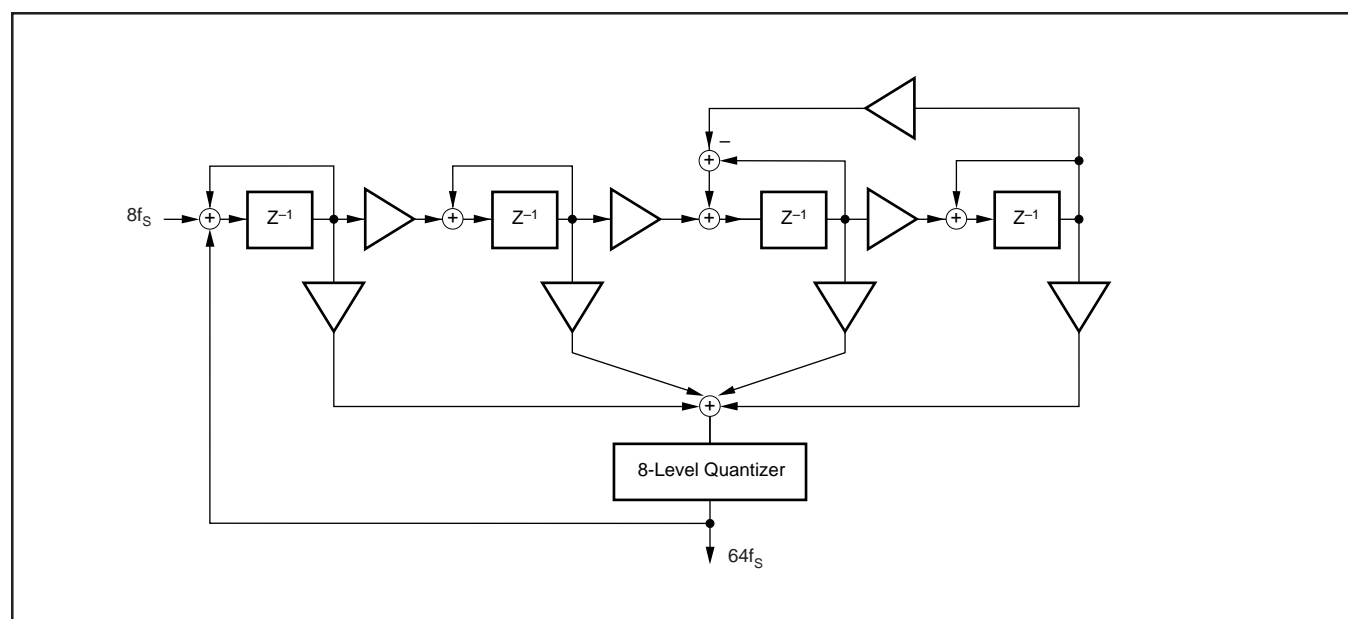 –
+
8f_S
+
Z⁻¹
+
Z⁻¹
+
Z⁻¹
+
Z⁻¹
+
8-Level Quantizer
64f_S